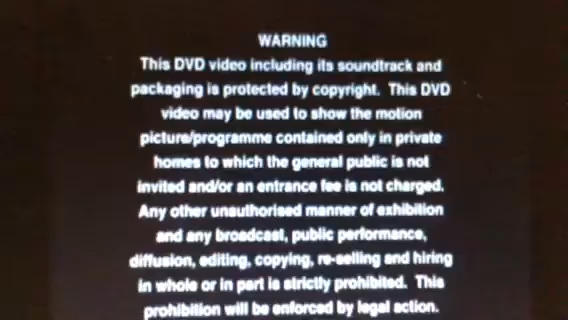 WARNING
This DVD video including its soundtrack and
packaging is protected by copyright. This DVD
video may be used to show the motion
picture/programme contained only in private
homes to which the general public is not
invited and/or an entrance fee is not charged.
Any other unauthorised manner of exhibition
and any broadcast, public performance,
diffusion, editing, copying, re-selling and hiring
in whole or in part is strictly prohibited. This
prohibition will be enforced by legal action.